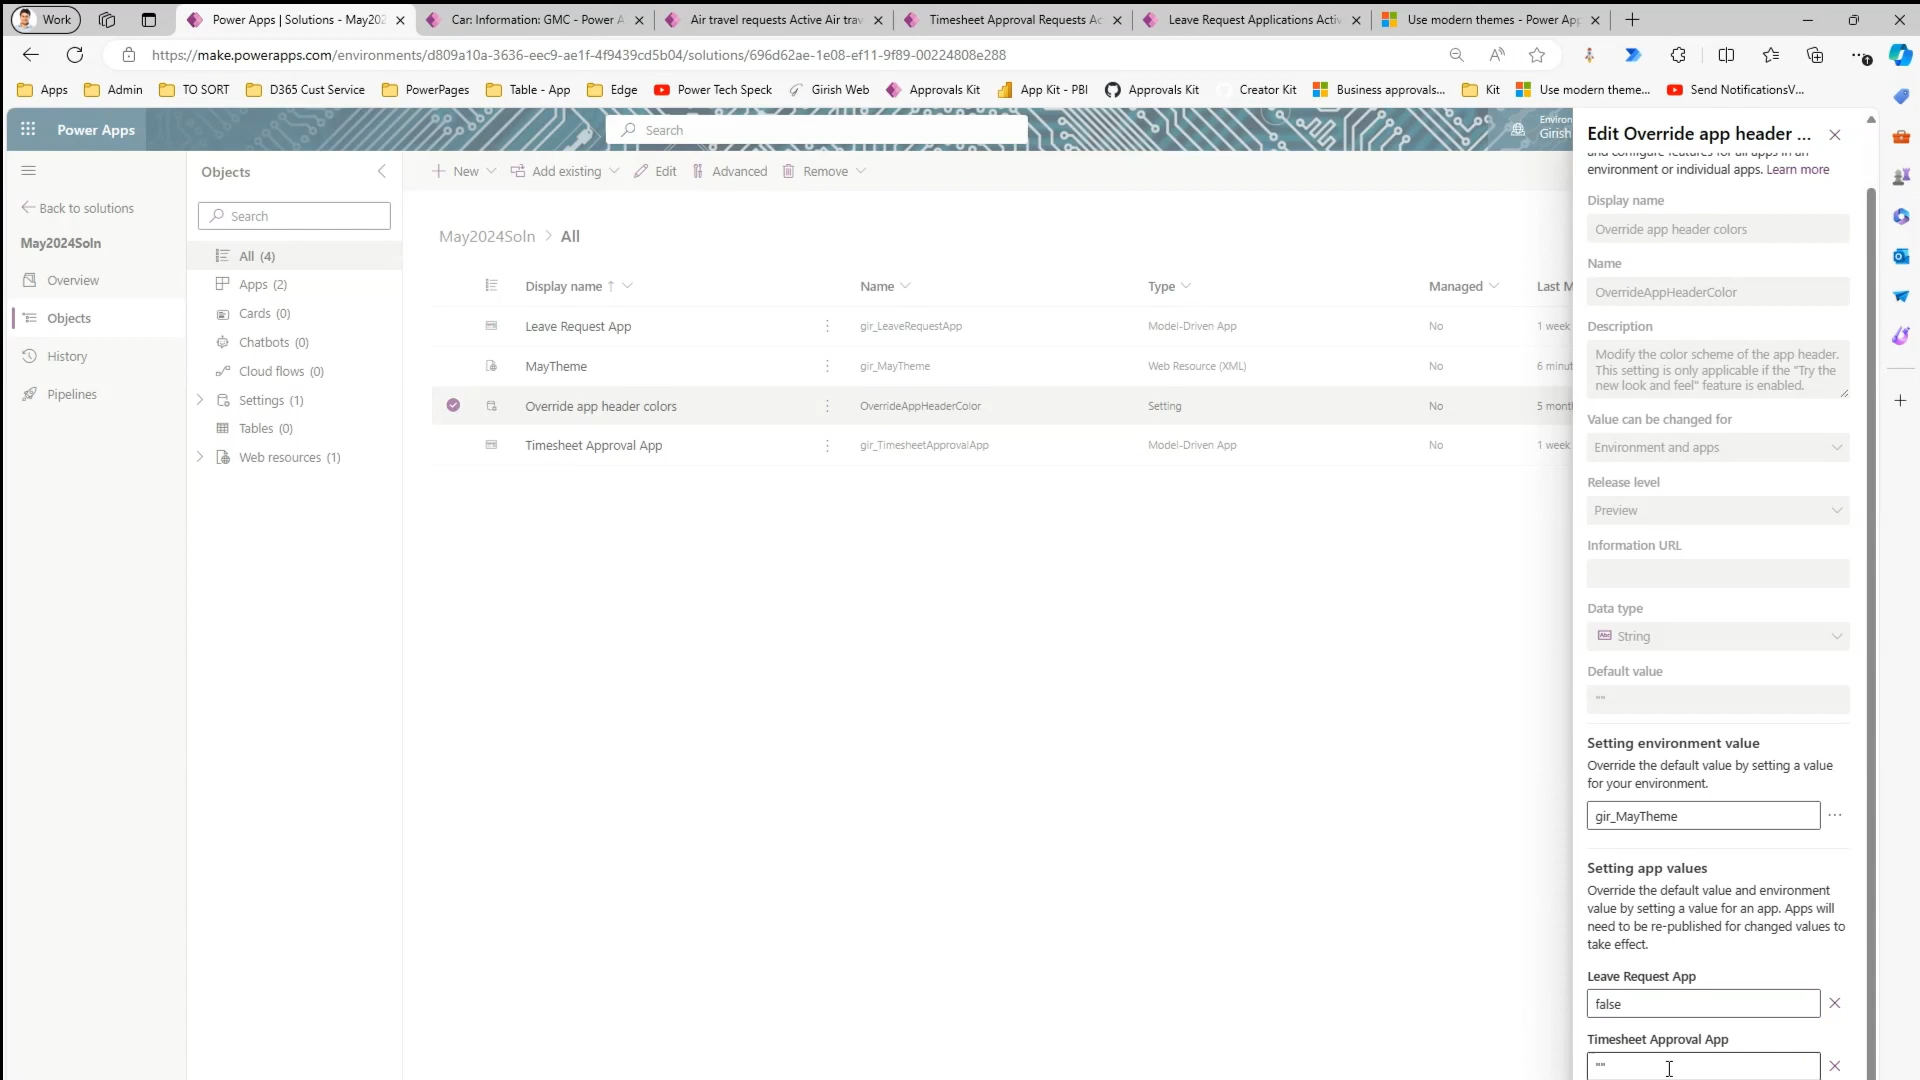 Work
Power Apps | Solutions - May202
Car: Information: GMC - Power A
Air travel requests Active Air trav
Timesheet Approval Requests Ac
Leave Request Applications Activ
Use modern themes - Power App
https://make.powerapps.com/environments/d809a10a-3636-eec9-ae1f-4f9439cd5b04/solutions/696d62ae-1e08-ef11-9f89-00224808e288
Apps
Admin
TO SORT
D365 Cust Service
PowerPages
Table - App
Edge
Power Tech Speck
Girish Web
Approvals Kit
App Kit - PBI
Approvals Kit
Creator Kit
Business approvals...
Kit
Use modern theme...
Send NotificationsV...
Power Apps
Search
Environ
Girish
Back to solutions
May2024Soln
Overview
Objects
History
Pipelines
Objects
Search
All (4)
Apps (2)
Cards (0)
Chatbots (0)
Cloud flows (0)
Settings (1)
Tables (0)
Web resources (1)
New
Add existing
Edit
Advanced
Remove
May2024Soln > All
Display name ↑
Name
Type
Managed
Last M
Leave Request App
gir_LeaveRequestApp
Model-Driven App
No
1 week
MayTheme
gir_MayTheme
Web Resource (XML)
No
6 minut
Override app header colors
OverrideAppHeaderColor
Setting
No
5 month
Timesheet Approval App
gir_TimesheetApprovalApp
Model-Driven App
No
1 week
Edit Override app header ...
and configure features for all apps in an
environment or individual apps. Learn more
Display name
Override app header colors
Name
OverrideAppHeaderColor
Description
Modify the color scheme of the app header.
This setting is only applicable if the "Try the
new look and feel" feature is enabled.
Value can be changed for
Environment and apps
Release level
Preview
Information URL
Data type
Abc String
Default value
""
Setting environment value
Override the default value by setting a value
for your environment.
gir_MayTheme
Setting app values
Override the default value and environment
value by setting a value for an app. Apps will
need to be re-published for changed values to
take effect.
Leave Request App
false
Timesheet Approval App
""